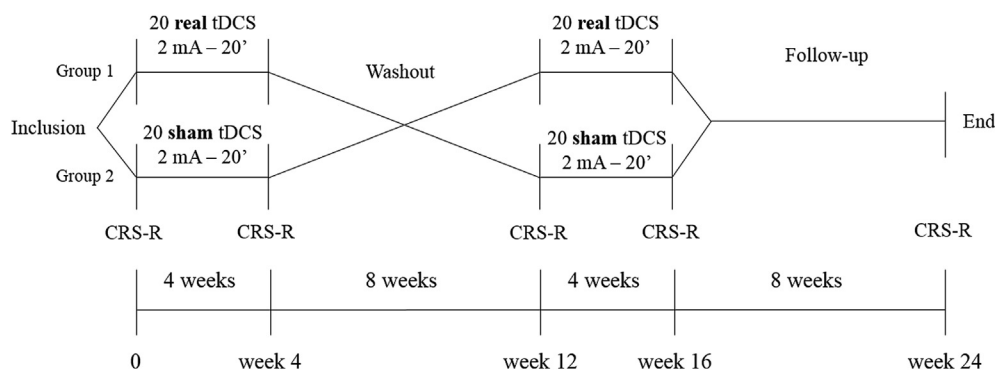 20 real tDCS
2 mA – 20’
20 real tDCS
2 mA – 20’
Follow-up
Group 1
Washout
Inclusion
End
20 sham tDCS
2 mA – 20’
20 sham tDCS
2 mA – 20’
Group 2
CRS-R
CRS-R
CRS-R
CRS-R
CRS-R
4 weeks
8 weeks
4 weeks
8 weeks
0
week 4
week 12
week 16
week 24